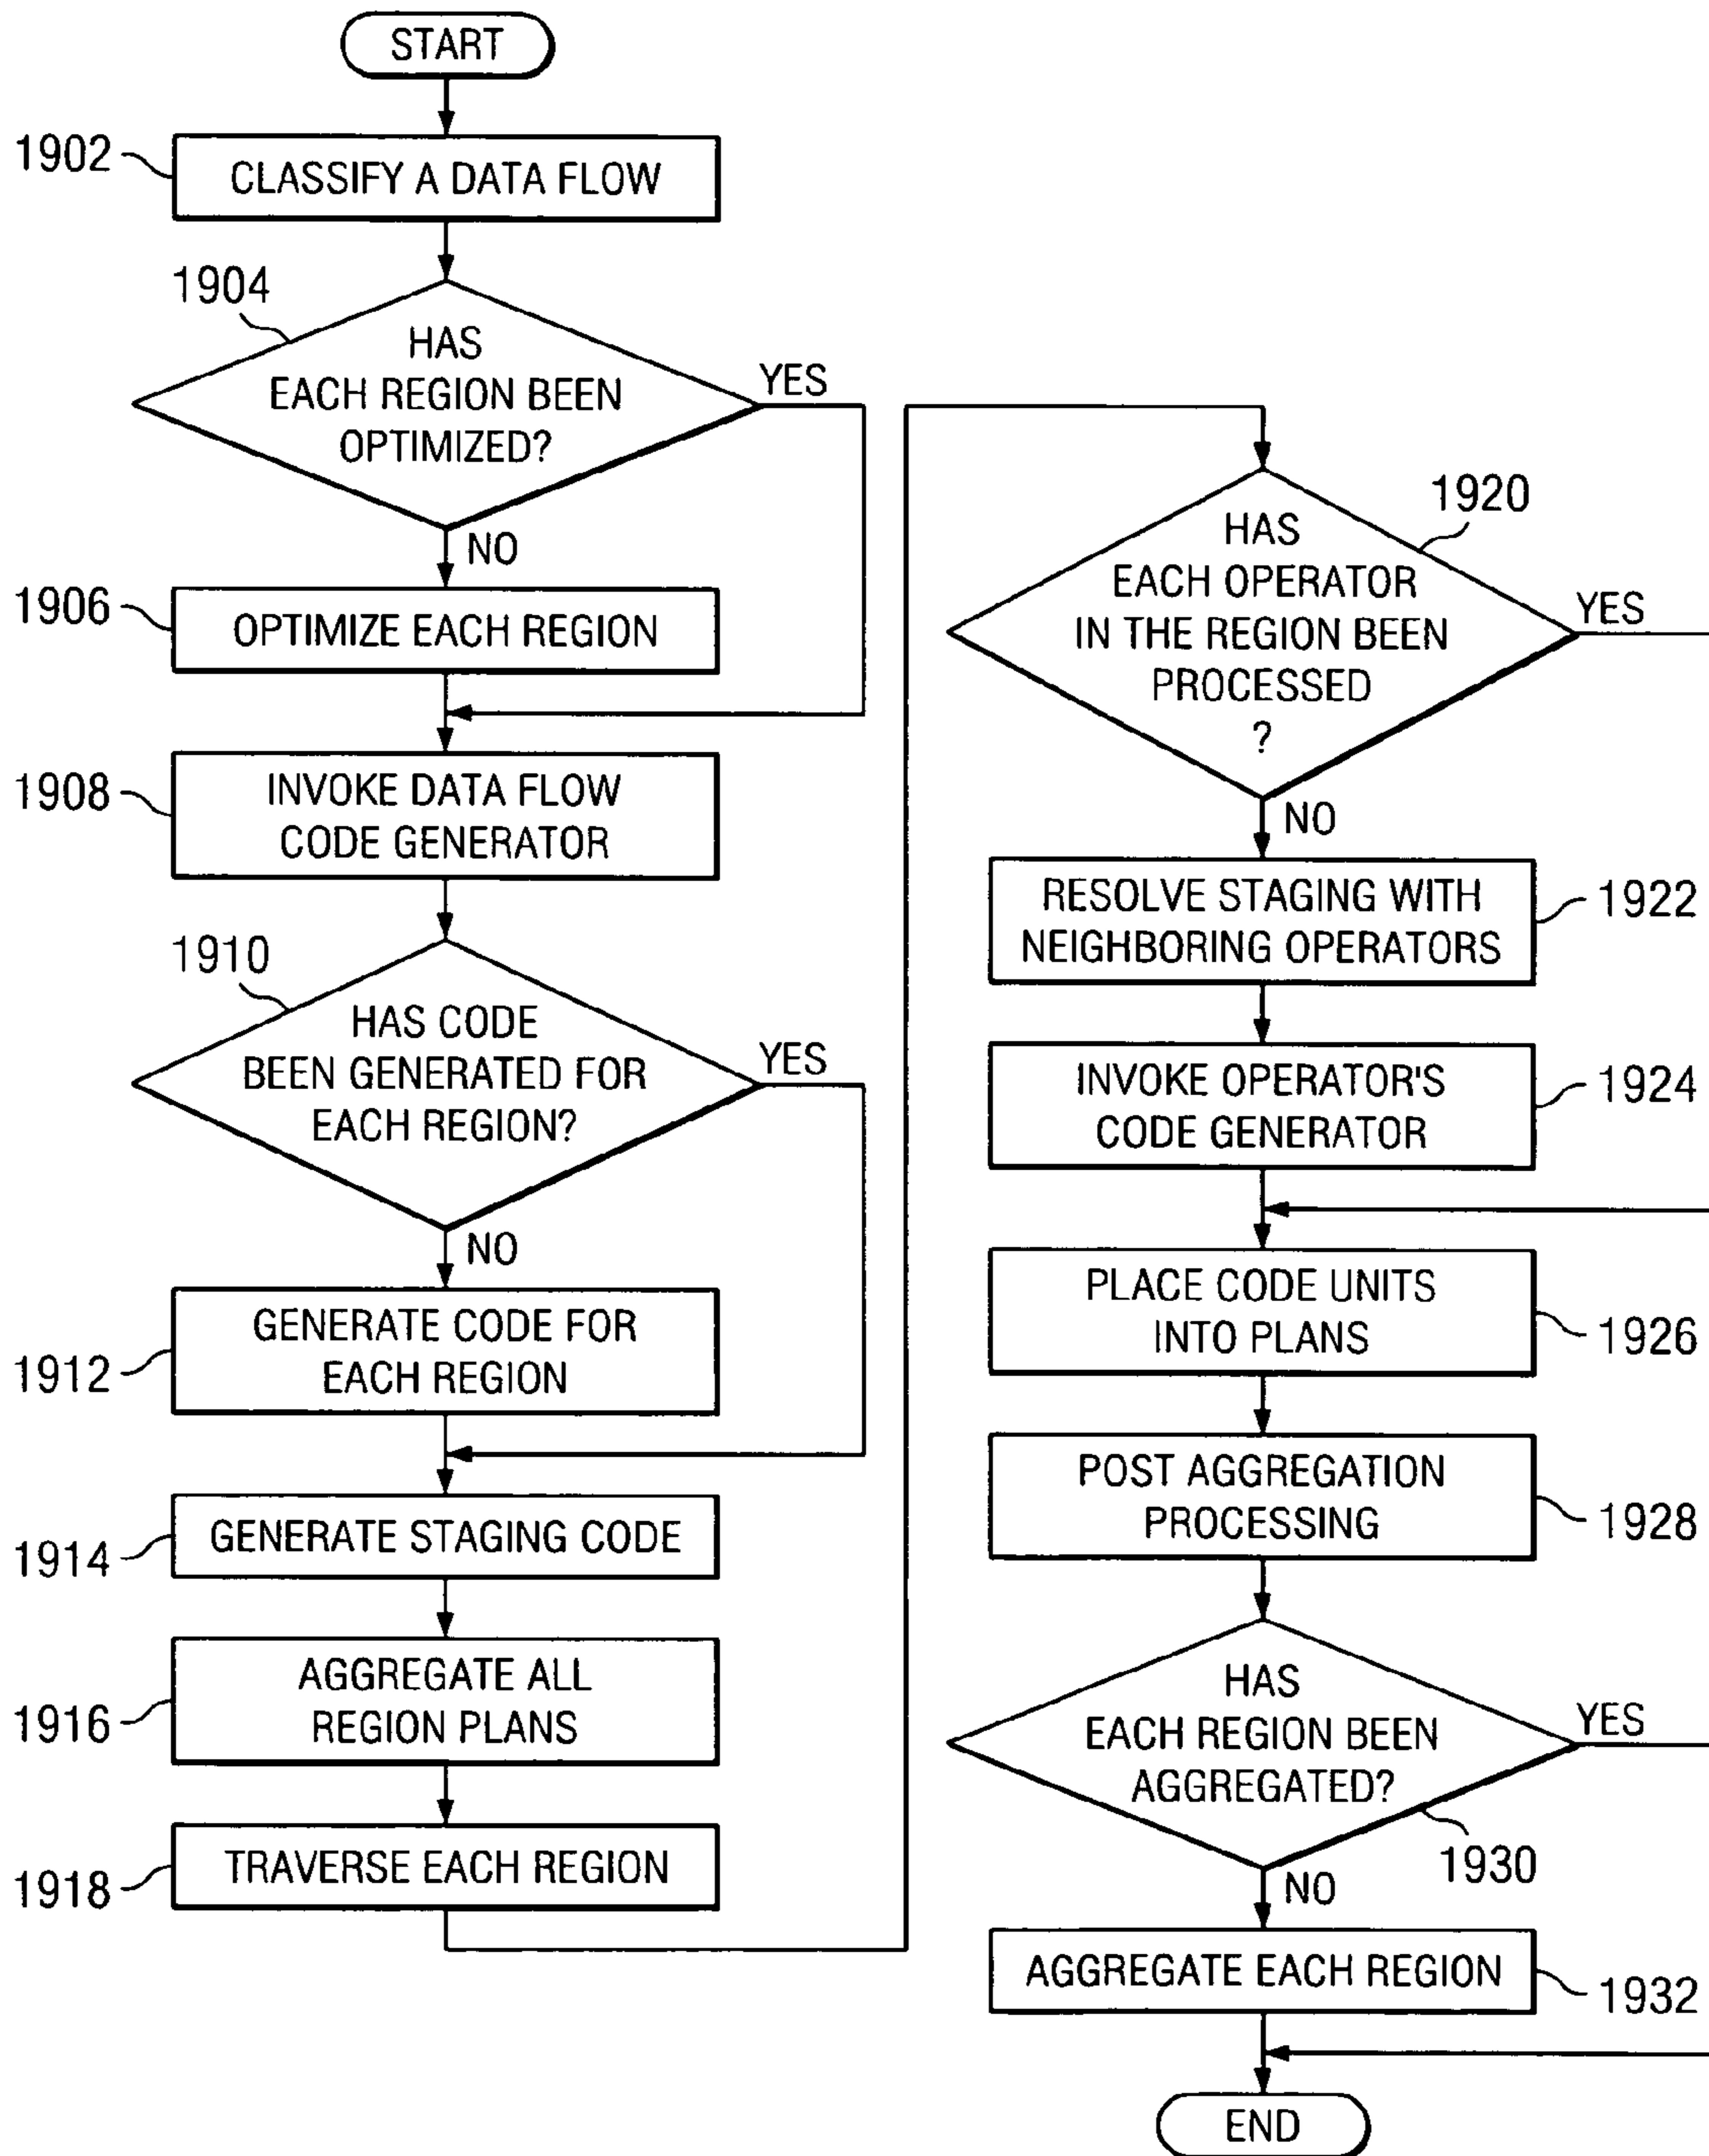 START
1902
CLASSIFY A DATA FLOW
1904
HAS
EACH REGION BEEN
OPTIMIZED?
YES
NO
1906
OPTIMIZE EACH REGION
1908
INVOKE DATA FLOW
CODE GENERATOR
1910
HAS CODE
BEEN GENERATED FOR
EACH REGION?
YES
NO
1912
GENERATE CODE FOR
EACH REGION
1914
GENERATE STAGING CODE
1916
AGGREGATE ALL
REGION PLANS
1918
TRAVERSE EACH REGION
1920
HAS
EACH OPERATOR
IN THE REGION BEEN
PROCESSED
?
YES
NO
RESOLVE STAGING WITH
NEIGHBORING OPERATORS
1922
INVOKE OPERATOR'S
CODE GENERATOR
1924
PLACE CODE UNITS
INTO PLANS
1926
POST AGGREGATION
PROCESSING
1928
HAS
EACH REGION BEEN
AGGREGATED?
YES
1930
NO
AGGREGATE EACH REGION
1932
END